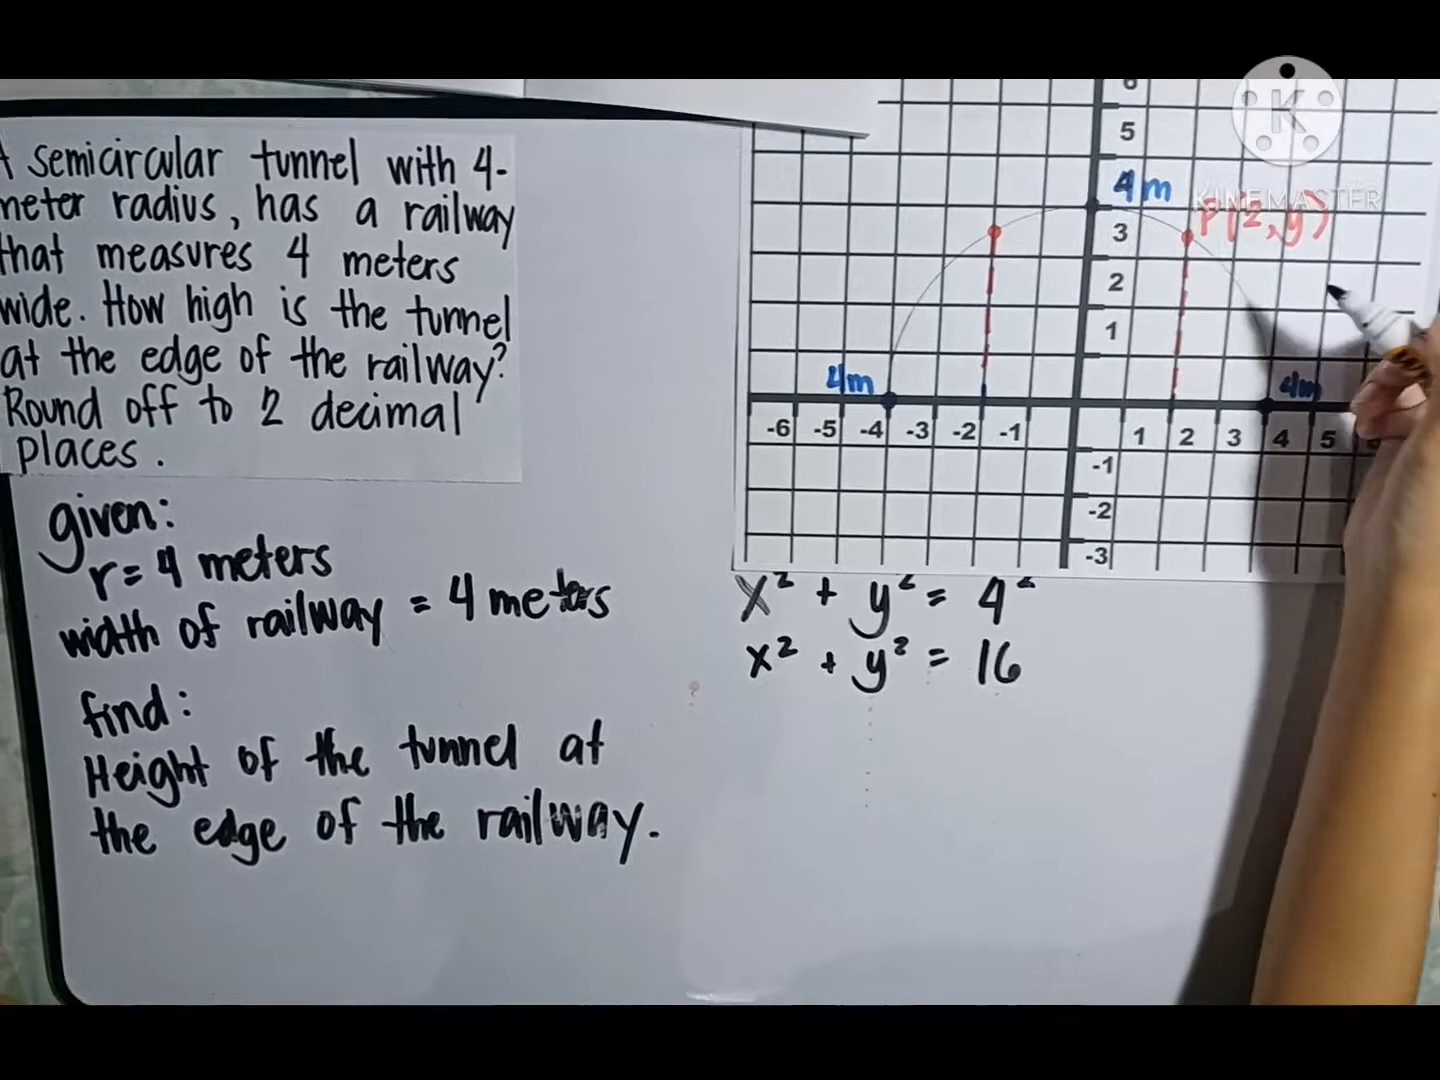 A semicircular tunnel with 4-
meter radius, has a railway
that measures 4 meters
wide. How high is the tunnel
at the edge of the railway?
Round off to 2 decimal
places.
given:
r = 4 meters
width of railway = 4 meters
find:
Height of the tunnel at
the edge of the railway.
6
5
4m
3
2
1
P(2, y)
4m
4m
-6 -5 -4 -3 -2 -1 1 2 3 4 5
-1
-2
-3
x² + y² = 4²
x² + y² = 16
K
KINEMASTER